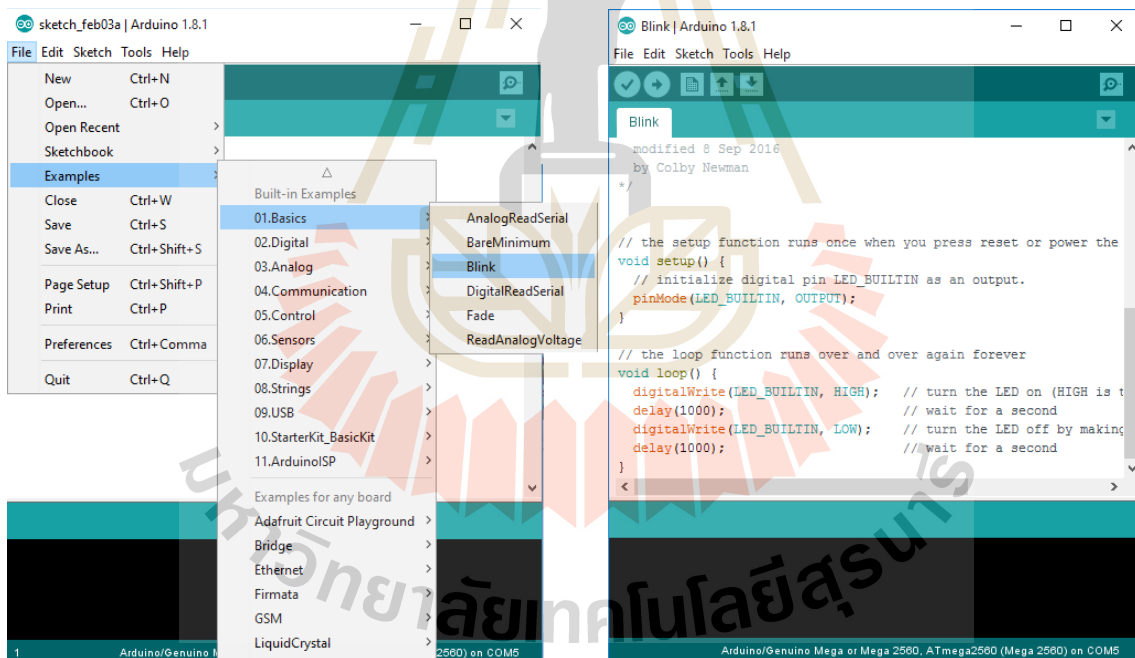 sketch_feb03a | Arduino 1.8.1
File Edit Sketch Tools Help
New Ctrl+N
Open... Ctrl+O
Open Recent
Sketchbook
Examples
Close Ctrl+W
Save Ctrl+S
Save As... Ctrl+Shift+S
Page Setup Ctrl+Shift+P
Print Ctrl+P
Preferences Ctrl+Comma
Quit Ctrl+Q
Built-in Examples
01.Basics
02.Digital
03.Analog
04.Communication
05.Control
06.Sensors
07.Display
08.Strings
09.USB
10.StarterKit_BasicKit
11.ArduinoISP
Examples for any board
Adafruit Circuit Playground
Bridge
Ethernet
Firmata
GSM
LiquidCrystal
AnalogReadSerial
BareMinimum
Blink
DigitalReadSerial
Fade
ReadAnalogVoltage
1 Arduino/Genuino 2560) on COM5
Blink | Arduino 1.8.1
File Edit Sketch Tools Help
Blink
modified 8 Sep 2016
by Colby Newman
*/
// the setup function runs once when you press reset or power the
void setup() {
// initialize digital pin LED_BUILTIN as an output.
pinMode(LED_BUILTIN, OUTPUT);
}
// the loop function runs over and over again forever
void loop() {
digitalWrite(LED_BUILTIN, HIGH); // turn the LED on (HIGH is
delay(1000); // wait for a second
digitalWrite(LED_BUILTIN, LOW); // turn the LED off by making
delay(1000); // wait for a second
}
Arduino/Genuino Mega or Mega 2560, ATmega2560 (Mega 2560) on COM5
มหาวิทยาลัยเทคโนโลยีสุรนารี